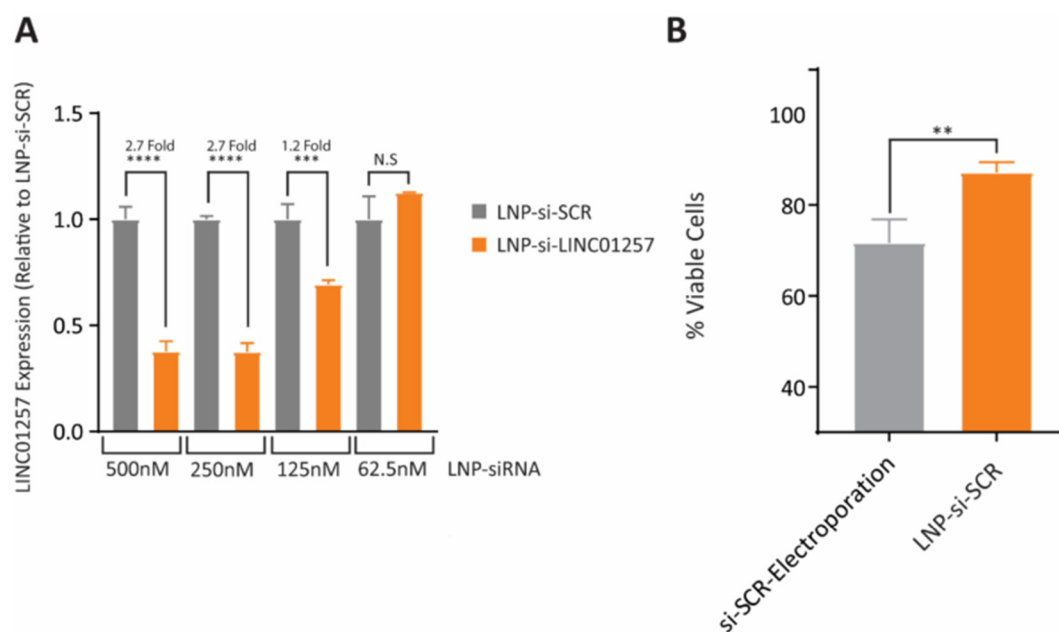 A
LINC01257 Expression (Relative to LNP-si-SCR)
1.5
1.0
0.5
0.0
2.7 Fold
****
2.7 Fold
****
1.2 Fold
***
N.S
LNP-si-SCR
LNP-si-LINC01257
500nM
250nM
125nM
62.5nM
LNP-siRNA
B
% Viable Cells
100
80
60
40
**
si-SCR-Electroporation
LNP-si-SCR